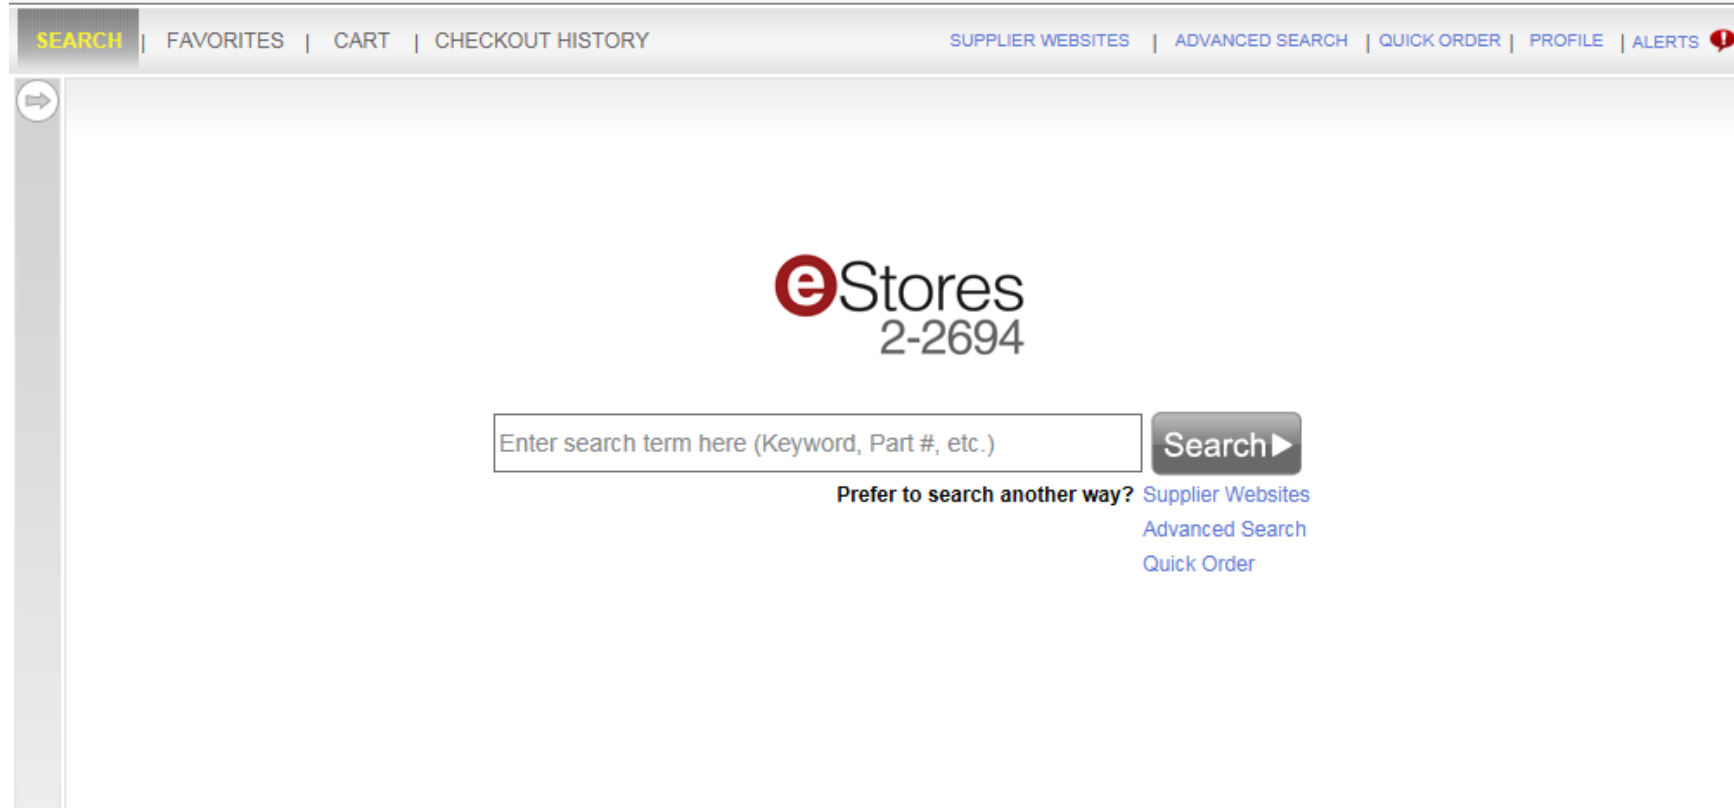 SEARCH | FAVORITES | CART | CHECKOUT HISTORY SUPPLIER WEBSITES | ADVANCED SEARCH | QUICK ORDER | PROFILE | ALERTS !
eStores
2-2694
Enter search term here (Keyword, Part #, etc.) Search
Prefer to search another way? Supplier Websites
Advanced Search
Quick Order